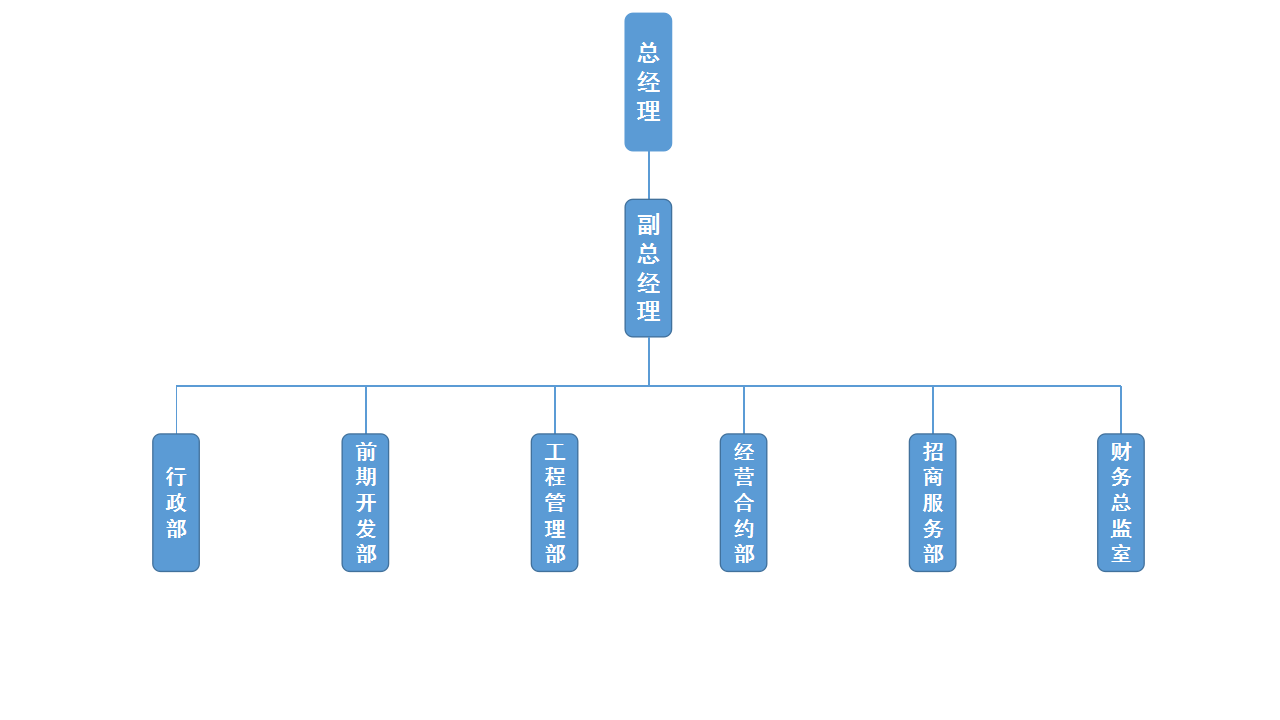 总经理
副总经理
行政部
前期开发部
工程管理部
经营合约部
招商服务部
财务总监室